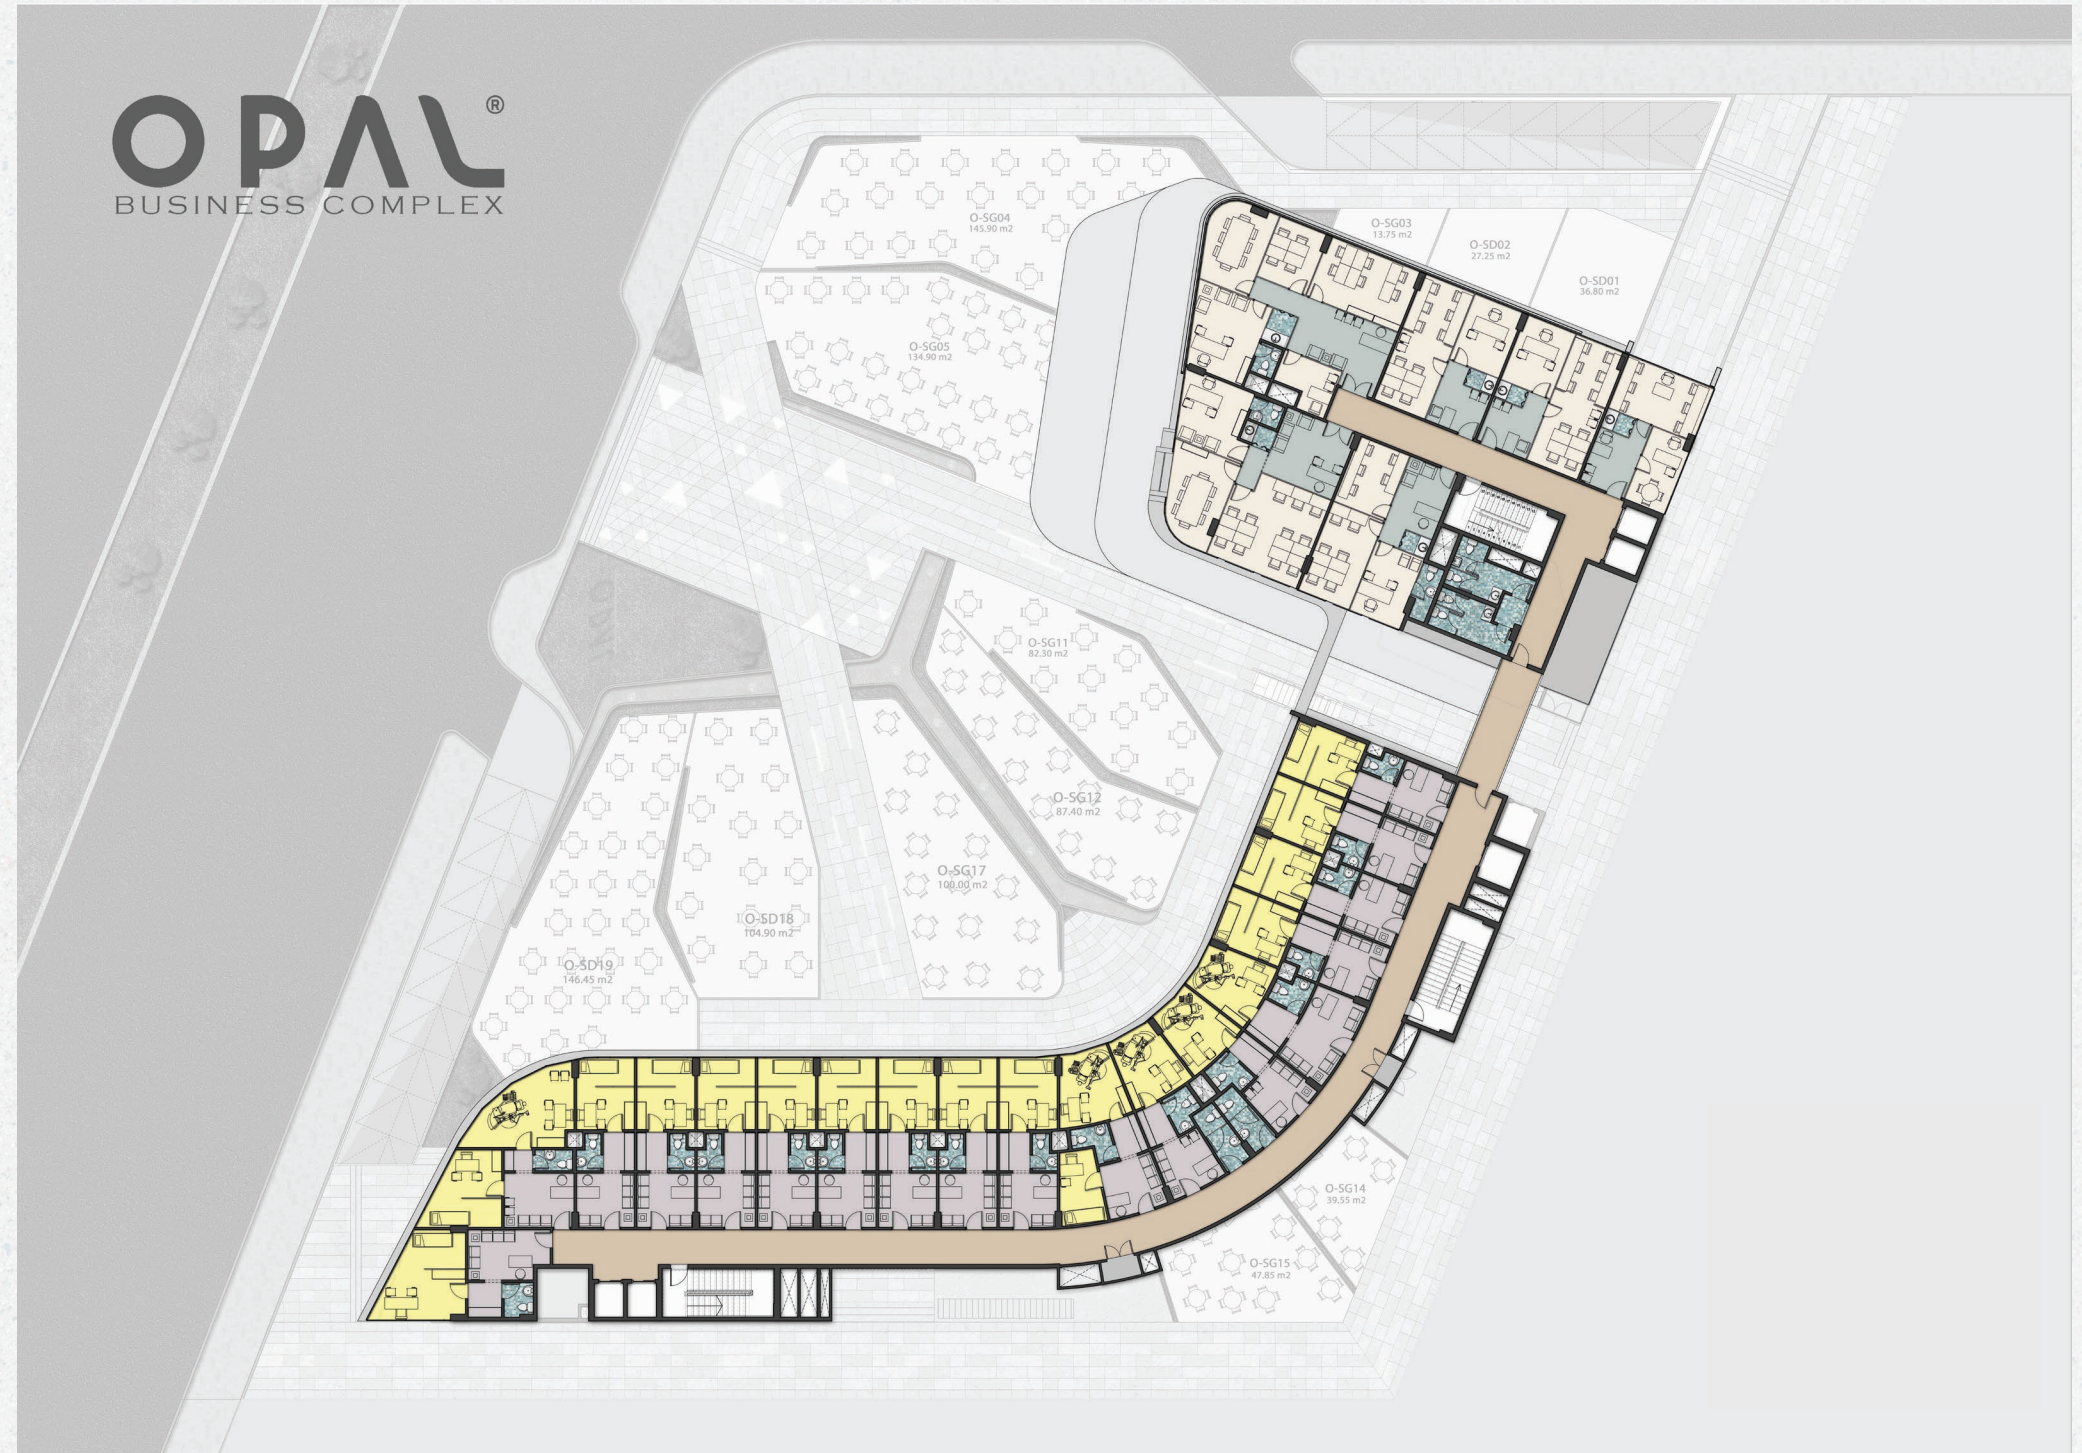 OPAL®
BUSINESS COMPLEX
O-SG04
145.90 m2
O-SG03
13.75 m2
O-SD02
27.25 m2
O-SD01
36.80 m2
O-SG05
134.90 m2
O-SG11
82.30 m2
O-SG12
87.40 m2
O-SG17
100.00 m2
O-SD18
104.90 m2
O-SD19
146.45 m2
O-SG14
39.55 m2
O-SG15
47.85 m2